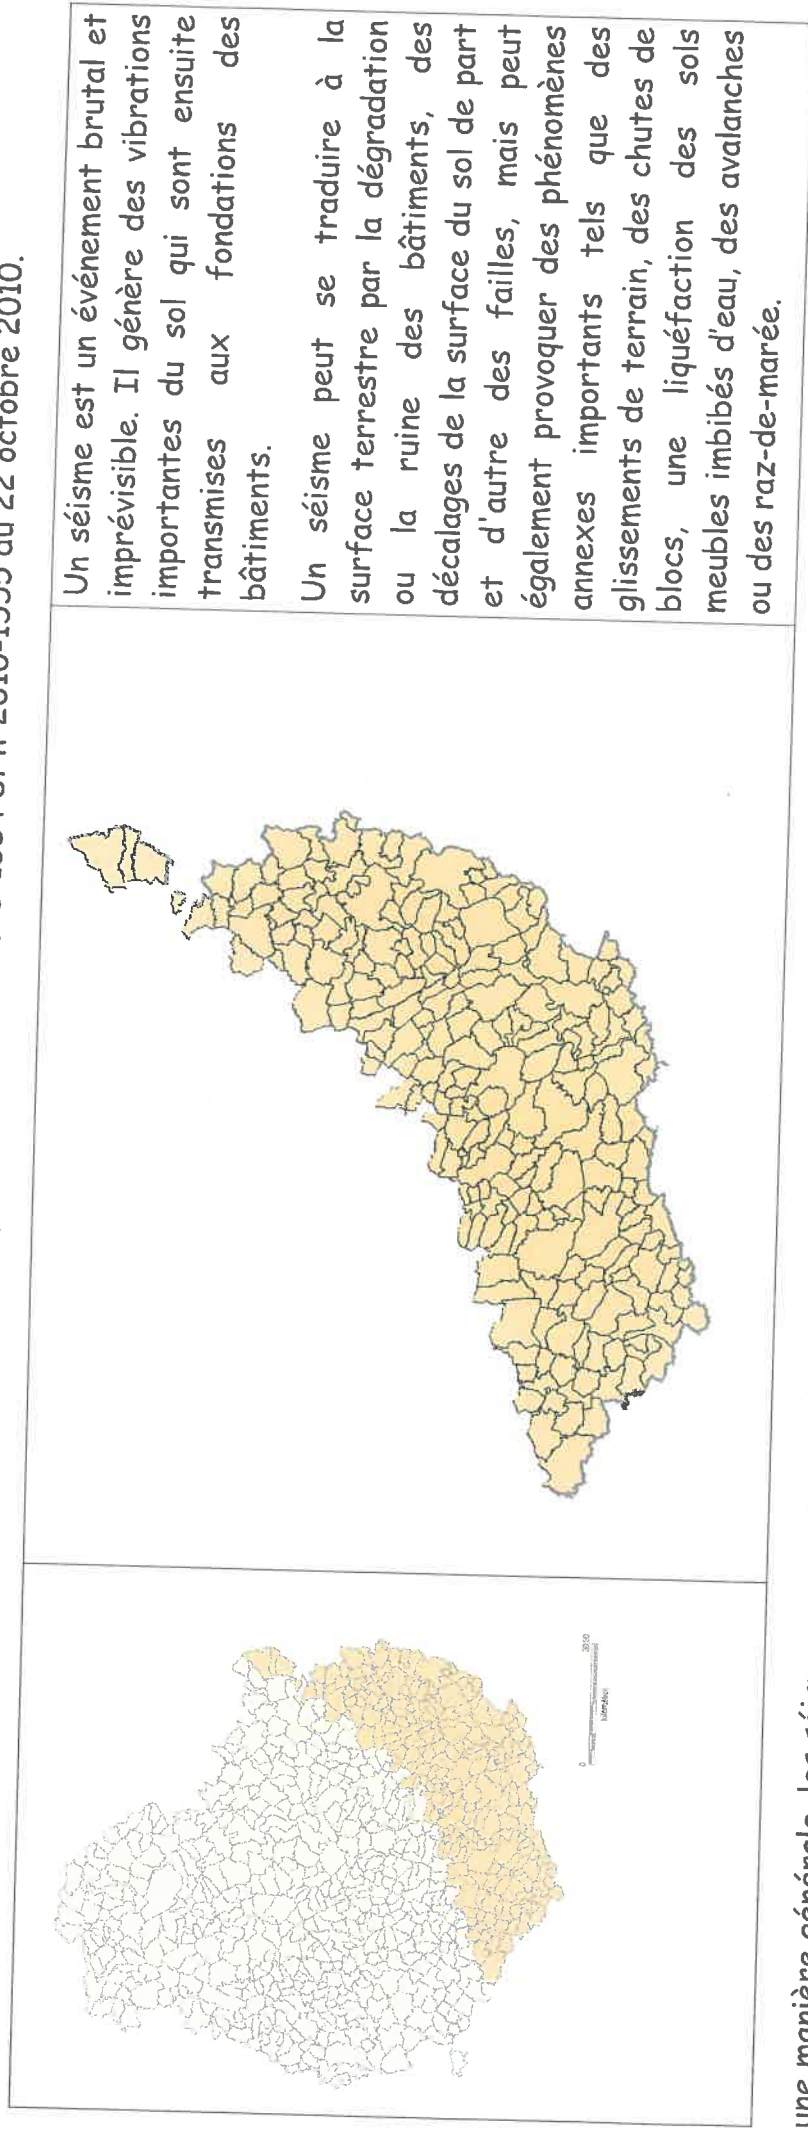 au 22 octobre 2010.
Un séisme est un événement brutal et
imprévisible. Il génère des vibrations
importantes du sol qui sont ensuite
transmises aux fondations des
bâtiments.
Un séisme peut se traduire à la
surface terrestre par la dégradation
ou la ruine des bâtiments, des
décalages de la surface du sol de part
et d'autre des failles, mais peut
également provoquer des phénomènes
annexes importants tels que des
glissements de terrain, des chutes de
blocs, une liquéfaction des sols
meubles imbibés d'eau, des avalanches
ou des raz-de-marée.
une manière générale, les